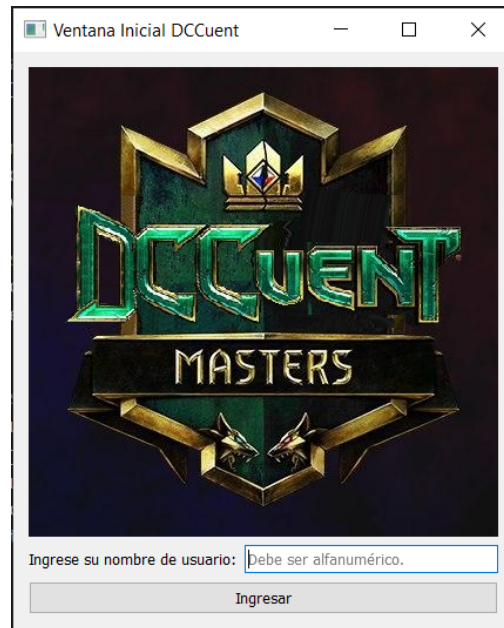 Ventana Inicial DCCuent
DCCuenT
MASTERS
Ingrese su nombre de usuario: Debe ser alfanumérico.
Ingresar